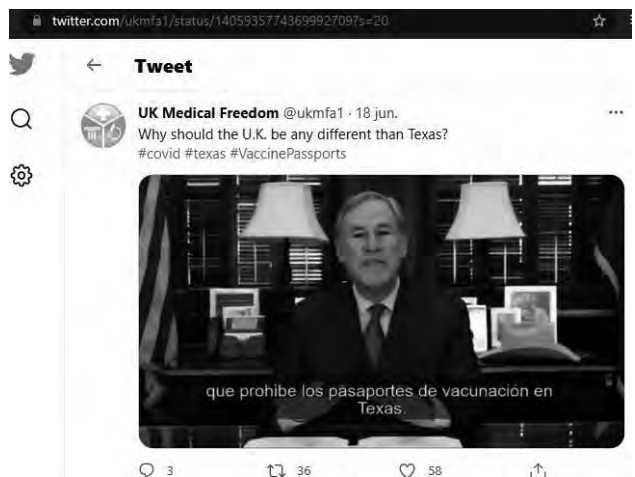 twitter.com/ukmfa1/status/1405935774369992709?s=20
Tweet
UK Medical Freedom @ukmfa1 · 18 jun.
Why should the U.K. be any different than Texas?
#covid #texas #VaccinePassports
que prohibe los pasaportes de vacunación en
Texas.
3 36 58